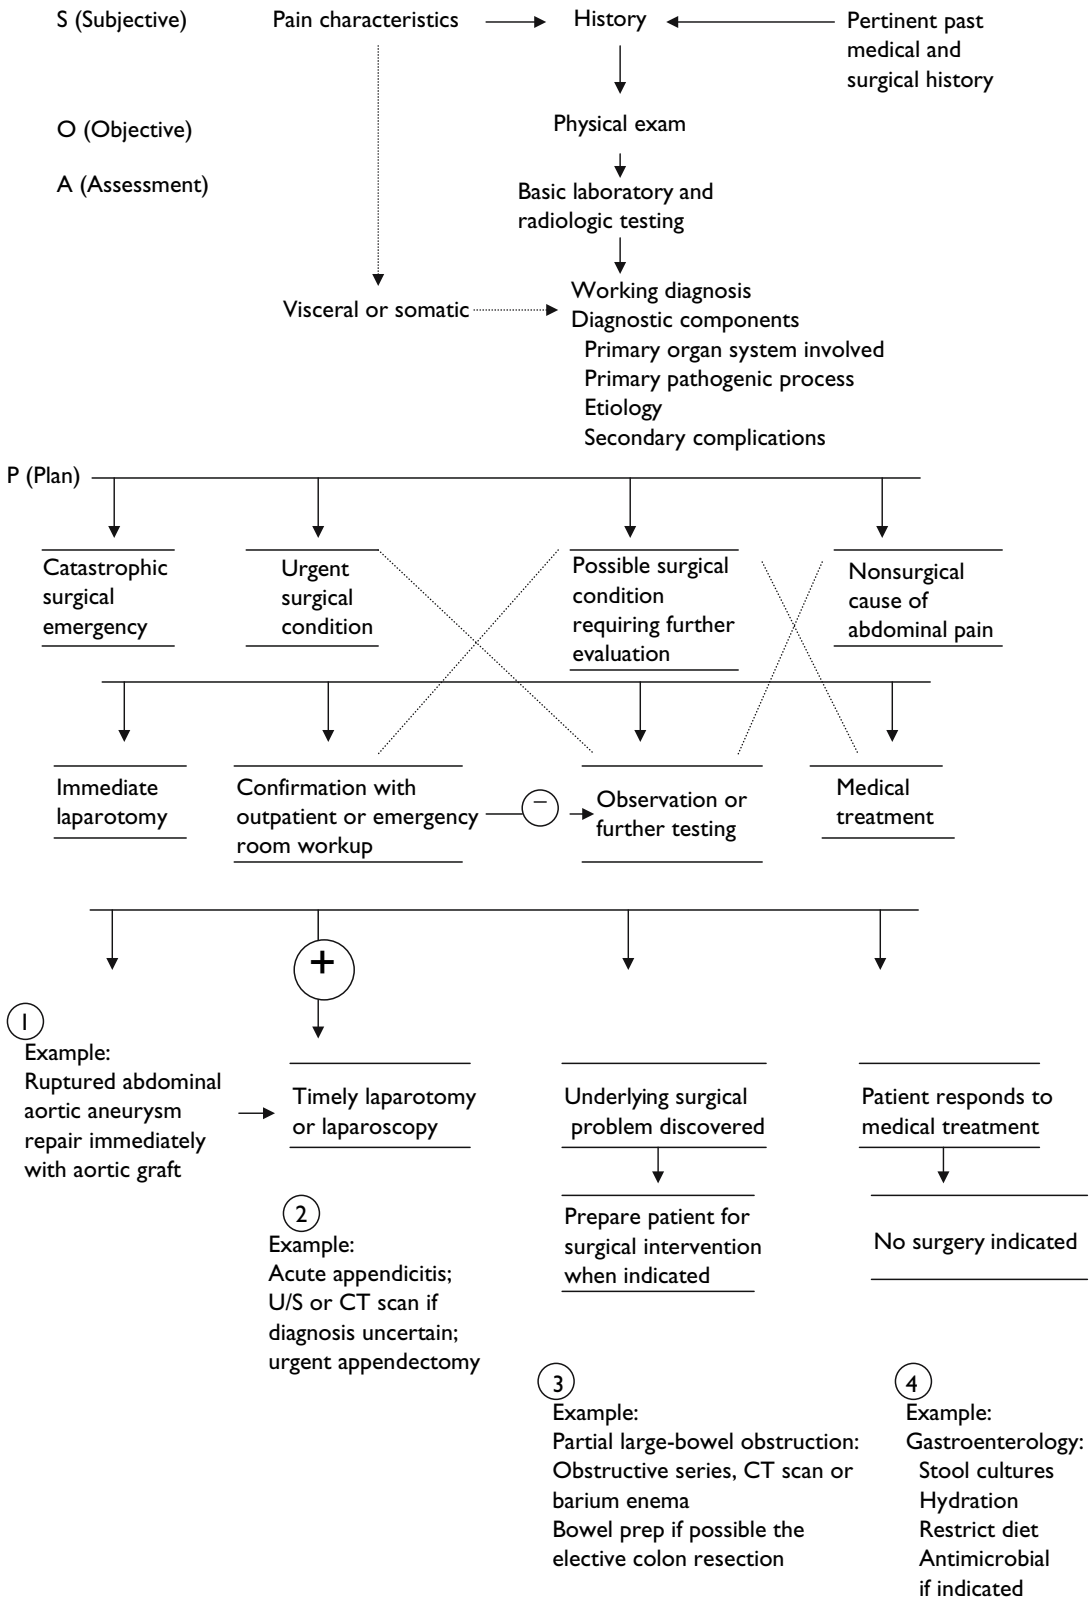 S (Subjective)
Pain characteristics
History
Pertinent past
medical and
surgical history
O (Objective)
Physical exam
A (Assessment)
Basic laboratory and
radiologic testing
Visceral or somatic
Working diagnosis
Diagnostic components
Primary organ system involved
Primary pathogenic process
Etiology
Secondary complications
P (Plan)
Catastrophic
surgical
emergency
Urgent
surgical
condition
Possible surgical
condition
requiring further
evaluation
Nonsurgical
cause of
abdominal pain
Immediate
laparotomy
Confirmation with
outpatient or emergency
room workup
−
Observation or
further testing
Medical
treatment
+
1
Example:
Ruptured abdominal
aortic aneurysm
repair immediately
with aortic graft
Timely laparotomy
or laparoscopy
Underlying surgical
problem discovered
Patient responds to
medical treatment
2
Example:
Acute appendicitis;
U/S or CT scan if
diagnosis uncertain;
urgent appendectomy
Prepare patient for
surgical intervention
when indicated
No surgery indicated
3
Example:
Partial large-bowel obstruction:
Obstructive series, CT scan or
barium enema
Bowel prep if possible the
elective colon resection
4
Example:
Gastroenterology:
Stool cultures
Hydration
Restrict diet
Antimicrobial
if indicated